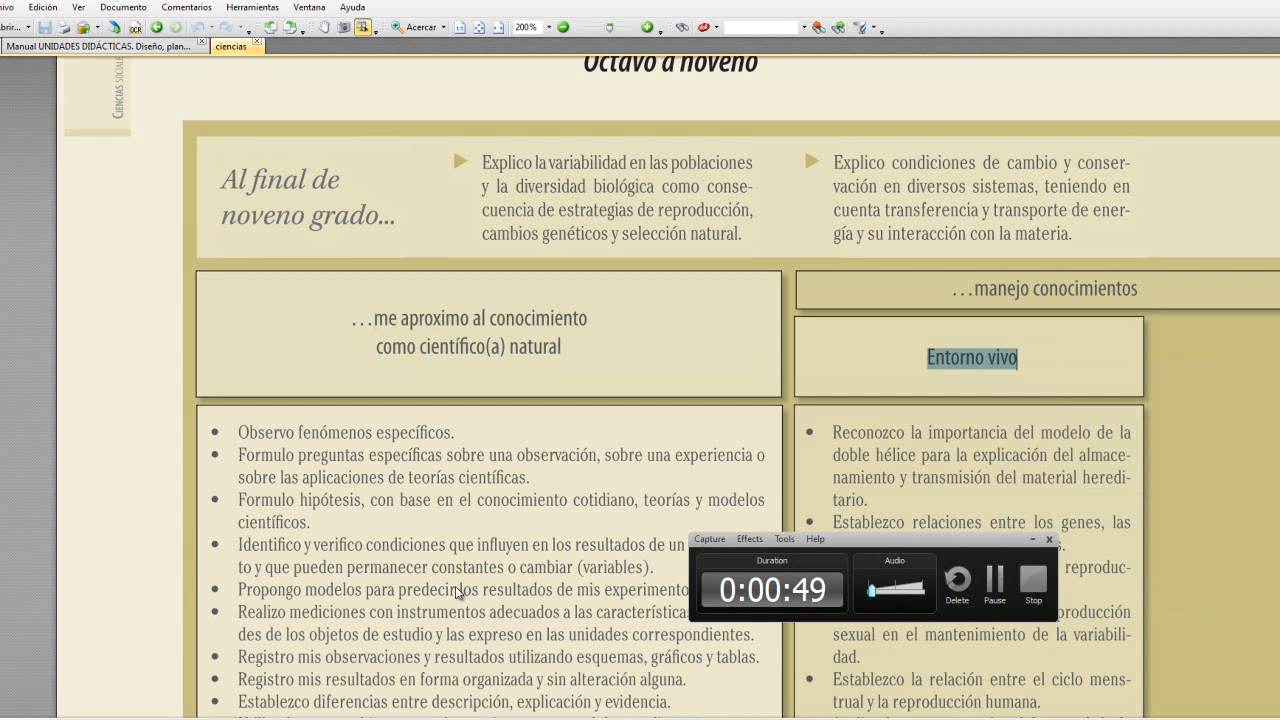 Edición Ver Documento Comentarios Herramientas Ventana Ayuda
Acercar 200%
Manual UNIDADES DIDÁCTICAS. Diseño, plan...
ciencias
Octavo a noveno
CIENCIAS
Al final de
noveno grado...
Explico la variabilidad en las poblaciones
y la diversidad biológica como conse-
cuencia de estrategias de reproducción,
cambios genéticos y selección natural.
Explico condiciones de cambio y conser-
vación en diversos sistemas, teniendo en
cuenta transferencia y transporte de ener-
gía y su interacción con la materia.
...me aproximo al conocimiento
como científico(a) natural
...manejo conocimientos
Entorno vivo
• Observo fenómenos específicos.
• Formulo preguntas específicas sobre una observación, sobre una experiencia o
sobre las aplicaciones de teorías científicas.
• Formulo hipótesis, con base en el conocimiento cotidiano, teorías y modelos
científicos.
• Identifico y verifico condiciones que influyen en los resultados de un
to y que pueden permanecer constantes o cambiar (variables).
• Propongo modelos para predecir los resultados de mis experimento
• Realizo mediciones con instrumentos adecuados a las característica
des de los objetos de estudio y las expreso en las unidades correspondientes.
• Registro mis observaciones y resultados utilizando esquemas, gráficos y tablas.
• Registro mis resultados en forma organizada y sin alteración alguna.
• Establezco diferencias entre descripción, explicación y evidencia.
• Reconozco la importancia del modelo de la
doble hélice para la explicación del almace-
namiento y transmisión del material heredi-
tario.
• Establezco relaciones entre los genes, las
reproduc-
sexual en el mantenimiento de la variabili-
dad.
• Establezco la relación entre el ciclo mens-
trual y la reproducción humana.
Capture Effects Tools Help
Duration
0:00:49
Audio
Delete Pause Stop